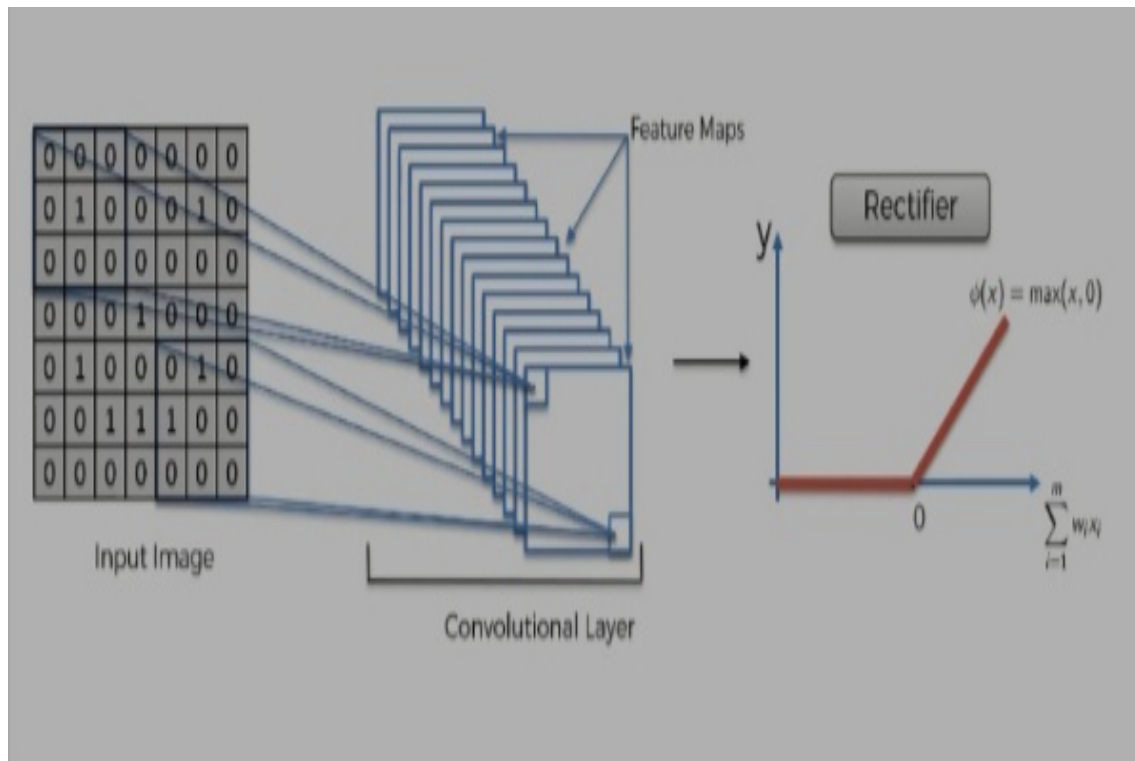 0 0 0 0 0 0 0
0 1 0 0 0 1 0
0 0 0 0 0 0 0
0 0 0 1 0 0 0
0 1 0 0 0 1 0
0 0 1 1 1 0 0
0 0 0 0 0 0 0
Input Image
Feature Maps
Convolutional Layer
Rectifier
y
ϕ(x) = max(x, 0)
0
m
∑ wᵢxᵢ
i=1